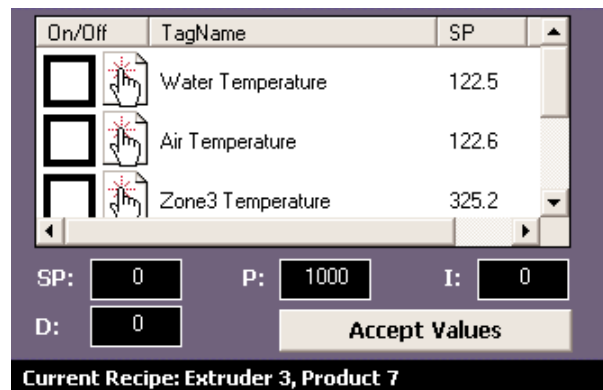 On/Off TagName SP
Water Temperature 122.5
Air Temperature 122.6
Zone3 Temperature 325.2
SP: 0 P: 1000 I: 0
D: 0 Accept Values
Current Recipe: Extruder 3, Product 7